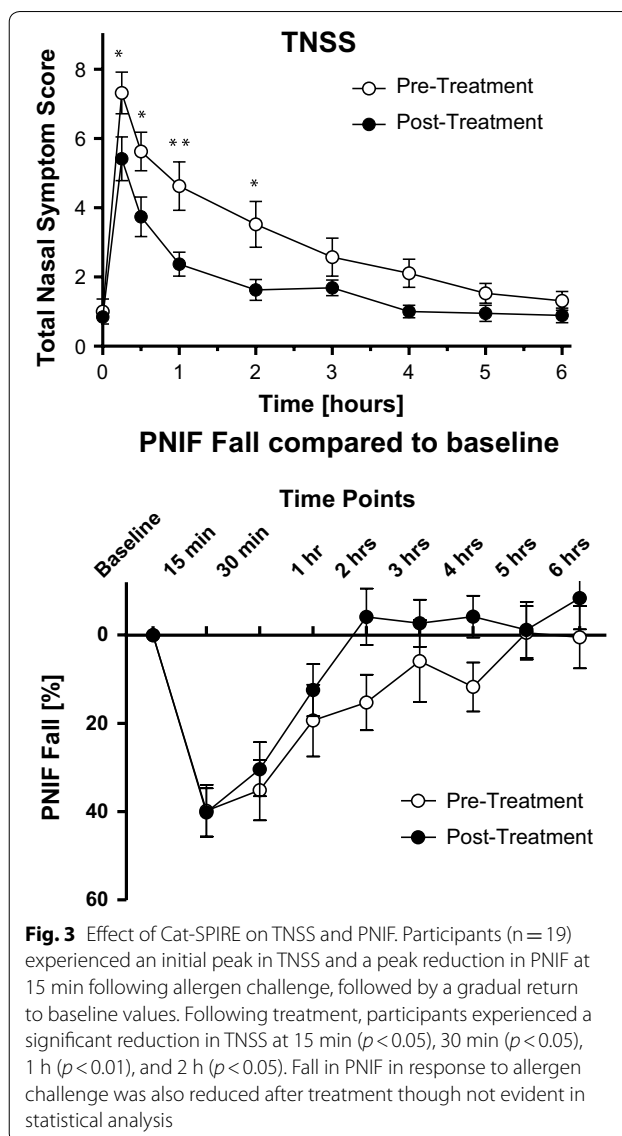 TNSS
Total Nasal Symptom Score
8
6
4
2
0
* * ** *
Pre-Treatment
Post-Treatment
0 1 2 3 4 5 6
Time [hours]
PNIF Fall compared to baseline
Time Points
Baseline 15 min 30 min 1 hr 2 hrs 3 hrs 4 hrs 5 hrs 6 hrs
PNIF Fall [%]
0
20
40
60
Pre-Treatment
Post-Treatment
Fig. 3 Effect of Cat-SPIRE on TNSS and PNIF. Participants (n = 19)
experienced an initial peak in TNSS and a peak reduction in PNIF at
15 min following allergen challenge, followed by a gradual return
to baseline values. Following treatment, participants experienced a
significant reduction in TNSS at 15 min (p < 0.05), 30 min (p < 0.05),
1 h (p < 0.01), and 2 h (p < 0.05). Fall in PNIF in response to allergen
challenge was also reduced after treatment though not evident in
statistical analysis